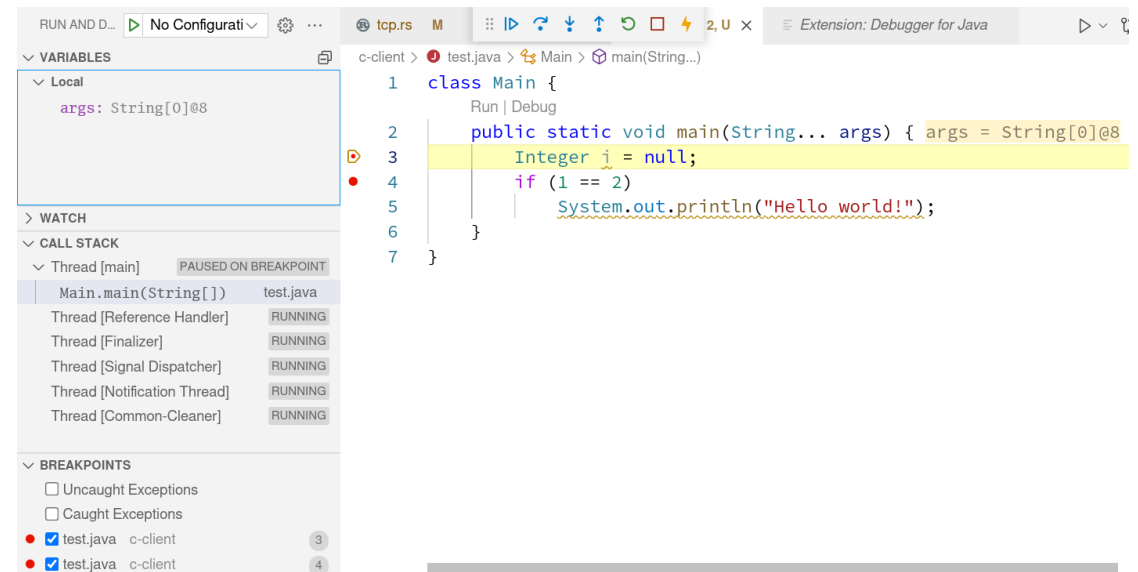 RUN AND D... No Configurati
tcp.rs M 2, U Extension: Debugger for Java
VARIABLES
Local
args: String[0]@8
WATCH
CALL STACK
Thread [main] PAUSED ON BREAKPOINT
Main.main(String[]) test.java
Thread [Reference Handler] RUNNING
Thread [Finalizer] RUNNING
Thread [Signal Dispatcher] RUNNING
Thread [Notification Thread] RUNNING
Thread [Common-Cleaner] RUNNING
BREAKPOINTS
Uncaught Exceptions
Caught Exceptions
test.java c-client 3
test.java c-client 4
c-client > test.java > Main > main(String...)
1 class Main {
Run | Debug
2 public static void main(String... args) { args = String[0]@8
3 Integer i = null;
4 if (1 == 2)
5 System.out.println("Hello world!");
6 }
7 }